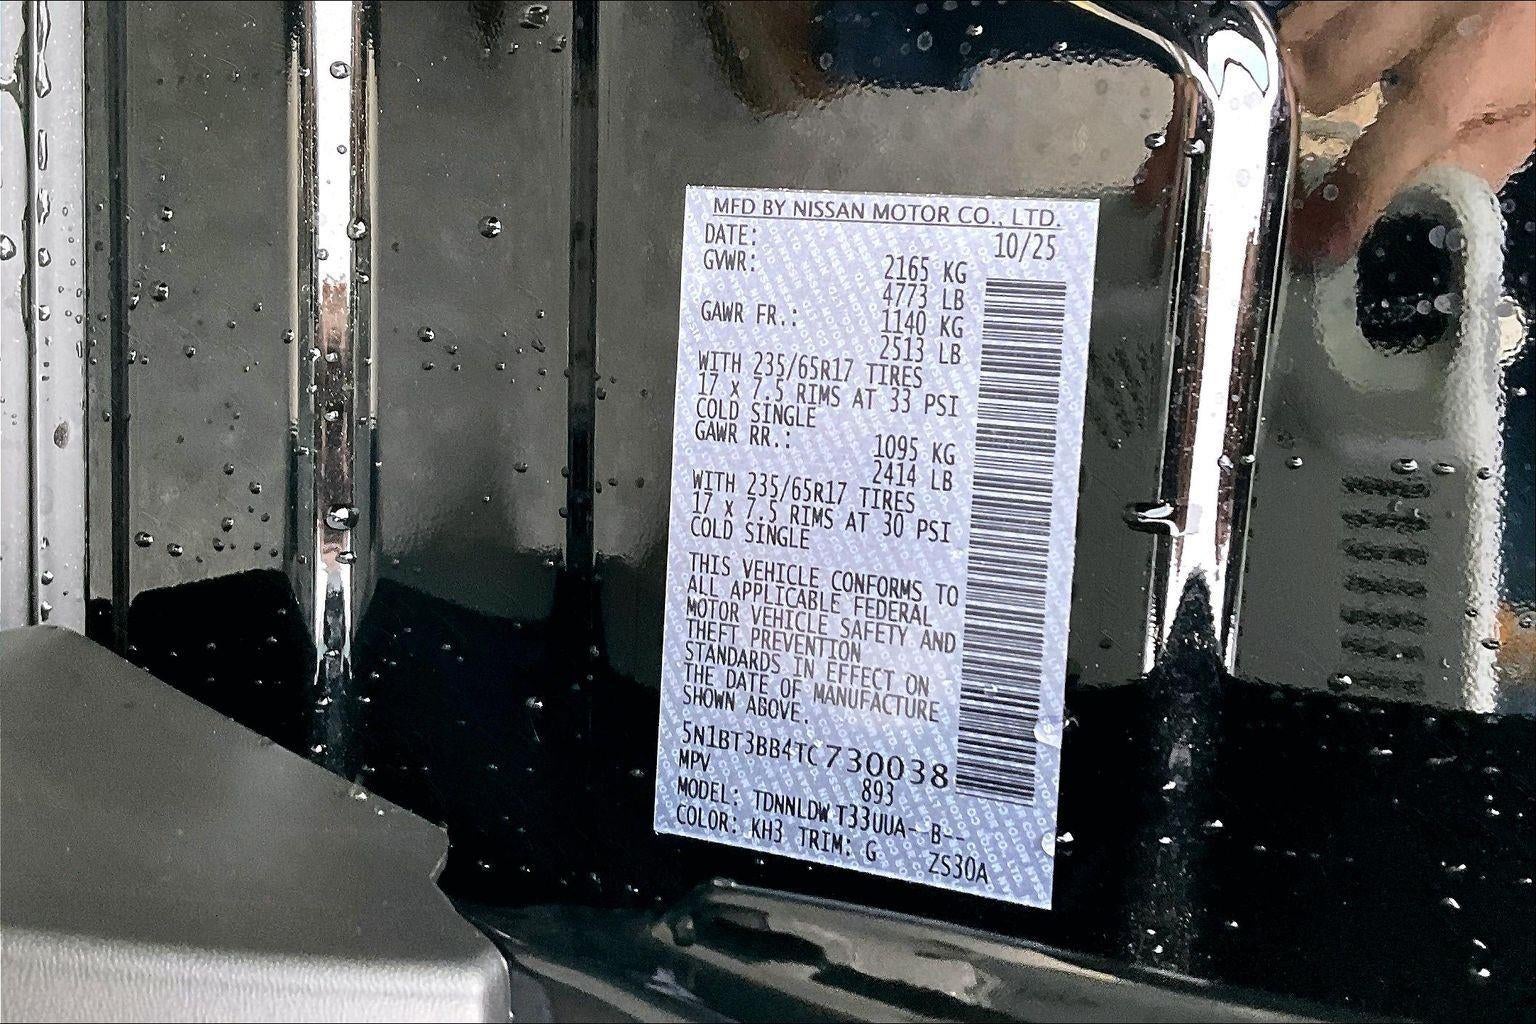 MFD BY NISSAN MOTOR CO., LTD.
DATE: 10/25
GVWR: 2165 KG
4773 LB
GAWR FR.: 1140 KG
2513 LB
WITH 235/65R17 TIRES
17 x 7.5 RIMS AT 33 PSI
COLD SINGLE
GAWR RR.: 1095 KG
2414 LB
WITH 235/65R17 TIRES
17 x 7.5 RIMS AT 30 PSI
COLD SINGLE
THIS VEHICLE CONFORMS TO
ALL APPLICABLE FEDERAL
MOTOR VEHICLE SAFETY AND
THEFT PREVENTION
STANDARDS IN EFFECT ON
THE DATE OF MANUFACTURE
SHOWN ABOVE.
5N1BT3BB4TC730038
MPV 893
MODEL: TDNNLDW T33UUA- B--
COLOR: KH3 TRIM: G ZS30A